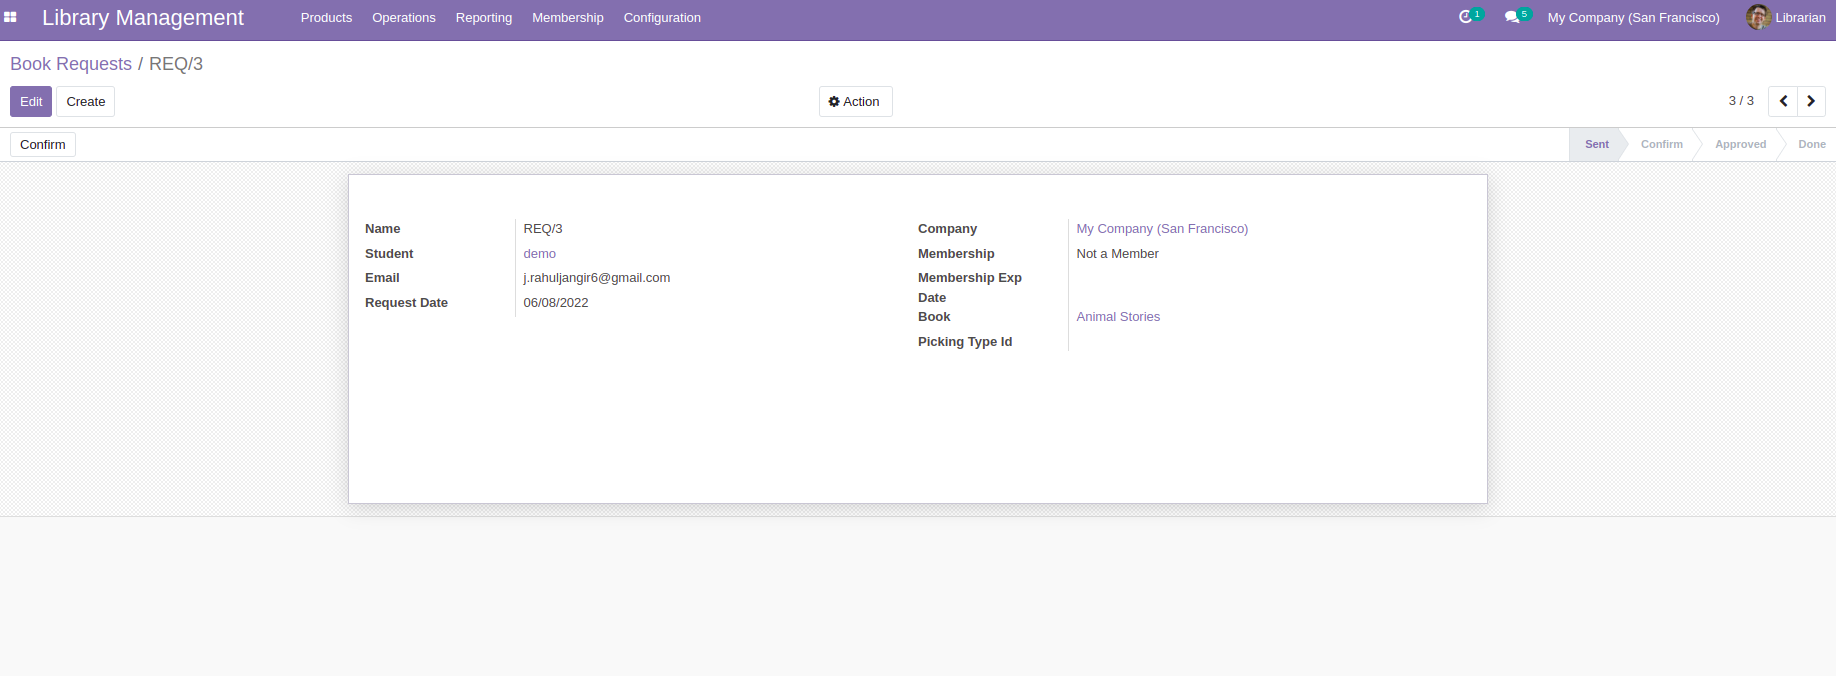 Library Management Products Operations Reporting Membership Configuration 1 5 My Company (San Francisco) Librarian
Book Requests / REQ/3
Edit Create Action 3 / 3
Confirm Sent Confirm Approved Done
Name REQ/3
Student demo
Email j.rahuljangir6@gmail.com
Request Date 06/08/2022
Company My Company (San Francisco)
Membership Not a Member
Membership Exp
Date
Book Animal Stories
Picking Type Id